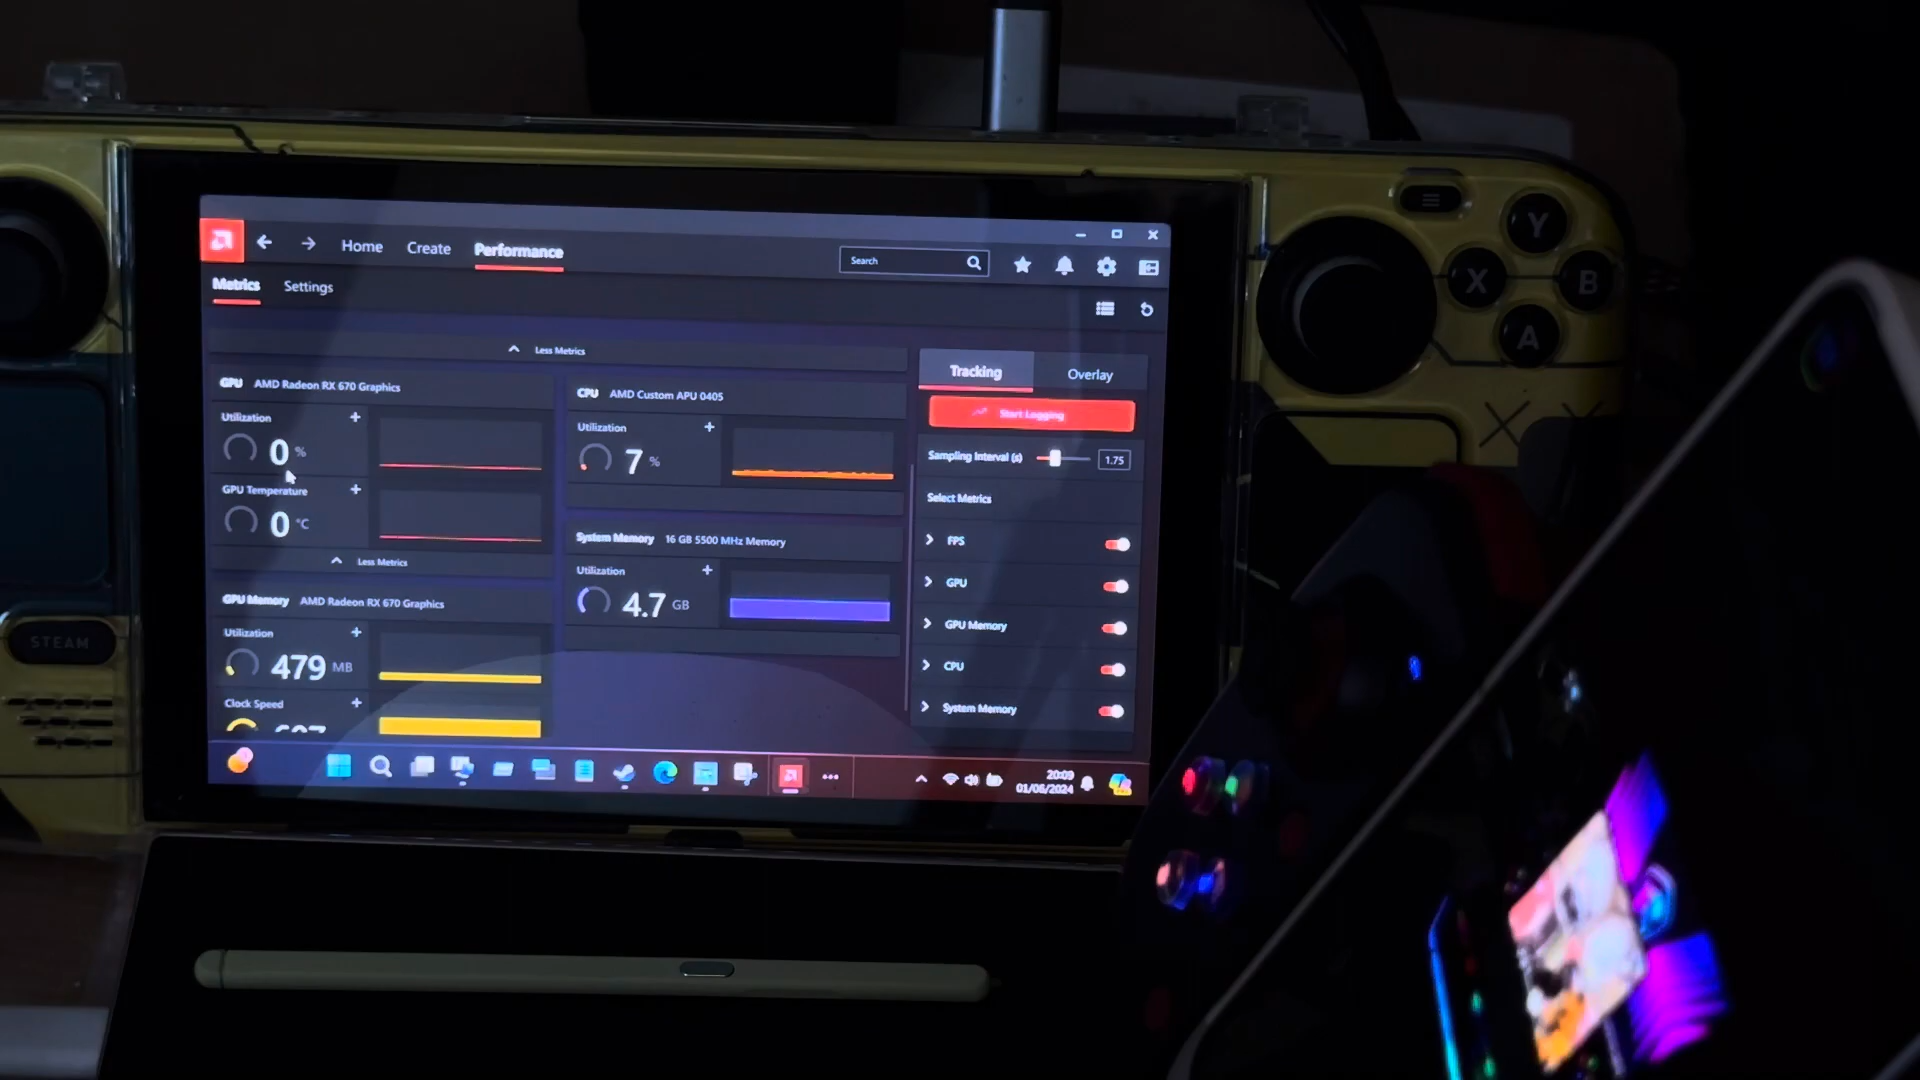 Home Create Performance
Search
Metrics Settings
Less Metrics
GPU AMD Radeon RX 670 Graphics
Utilization
0 %
GPU Temperature
0 °C
Less Metrics
GPU Memory AMD Radeon RX 670 Graphics
Utilization
479 MB
Clock Speed
CPU AMD Custom APU 0405
Utilization
7 %
System Memory 16 GB 5500 MHz Memory
Utilization
4.7 GB
Tracking Overlay
Start Logging
Sampling Interval (s) 1.75
Select Metrics
FPS
GPU
GPU Memory
CPU
System Memory
20:09
01/06/2024
STEAM
Y
X
B
A